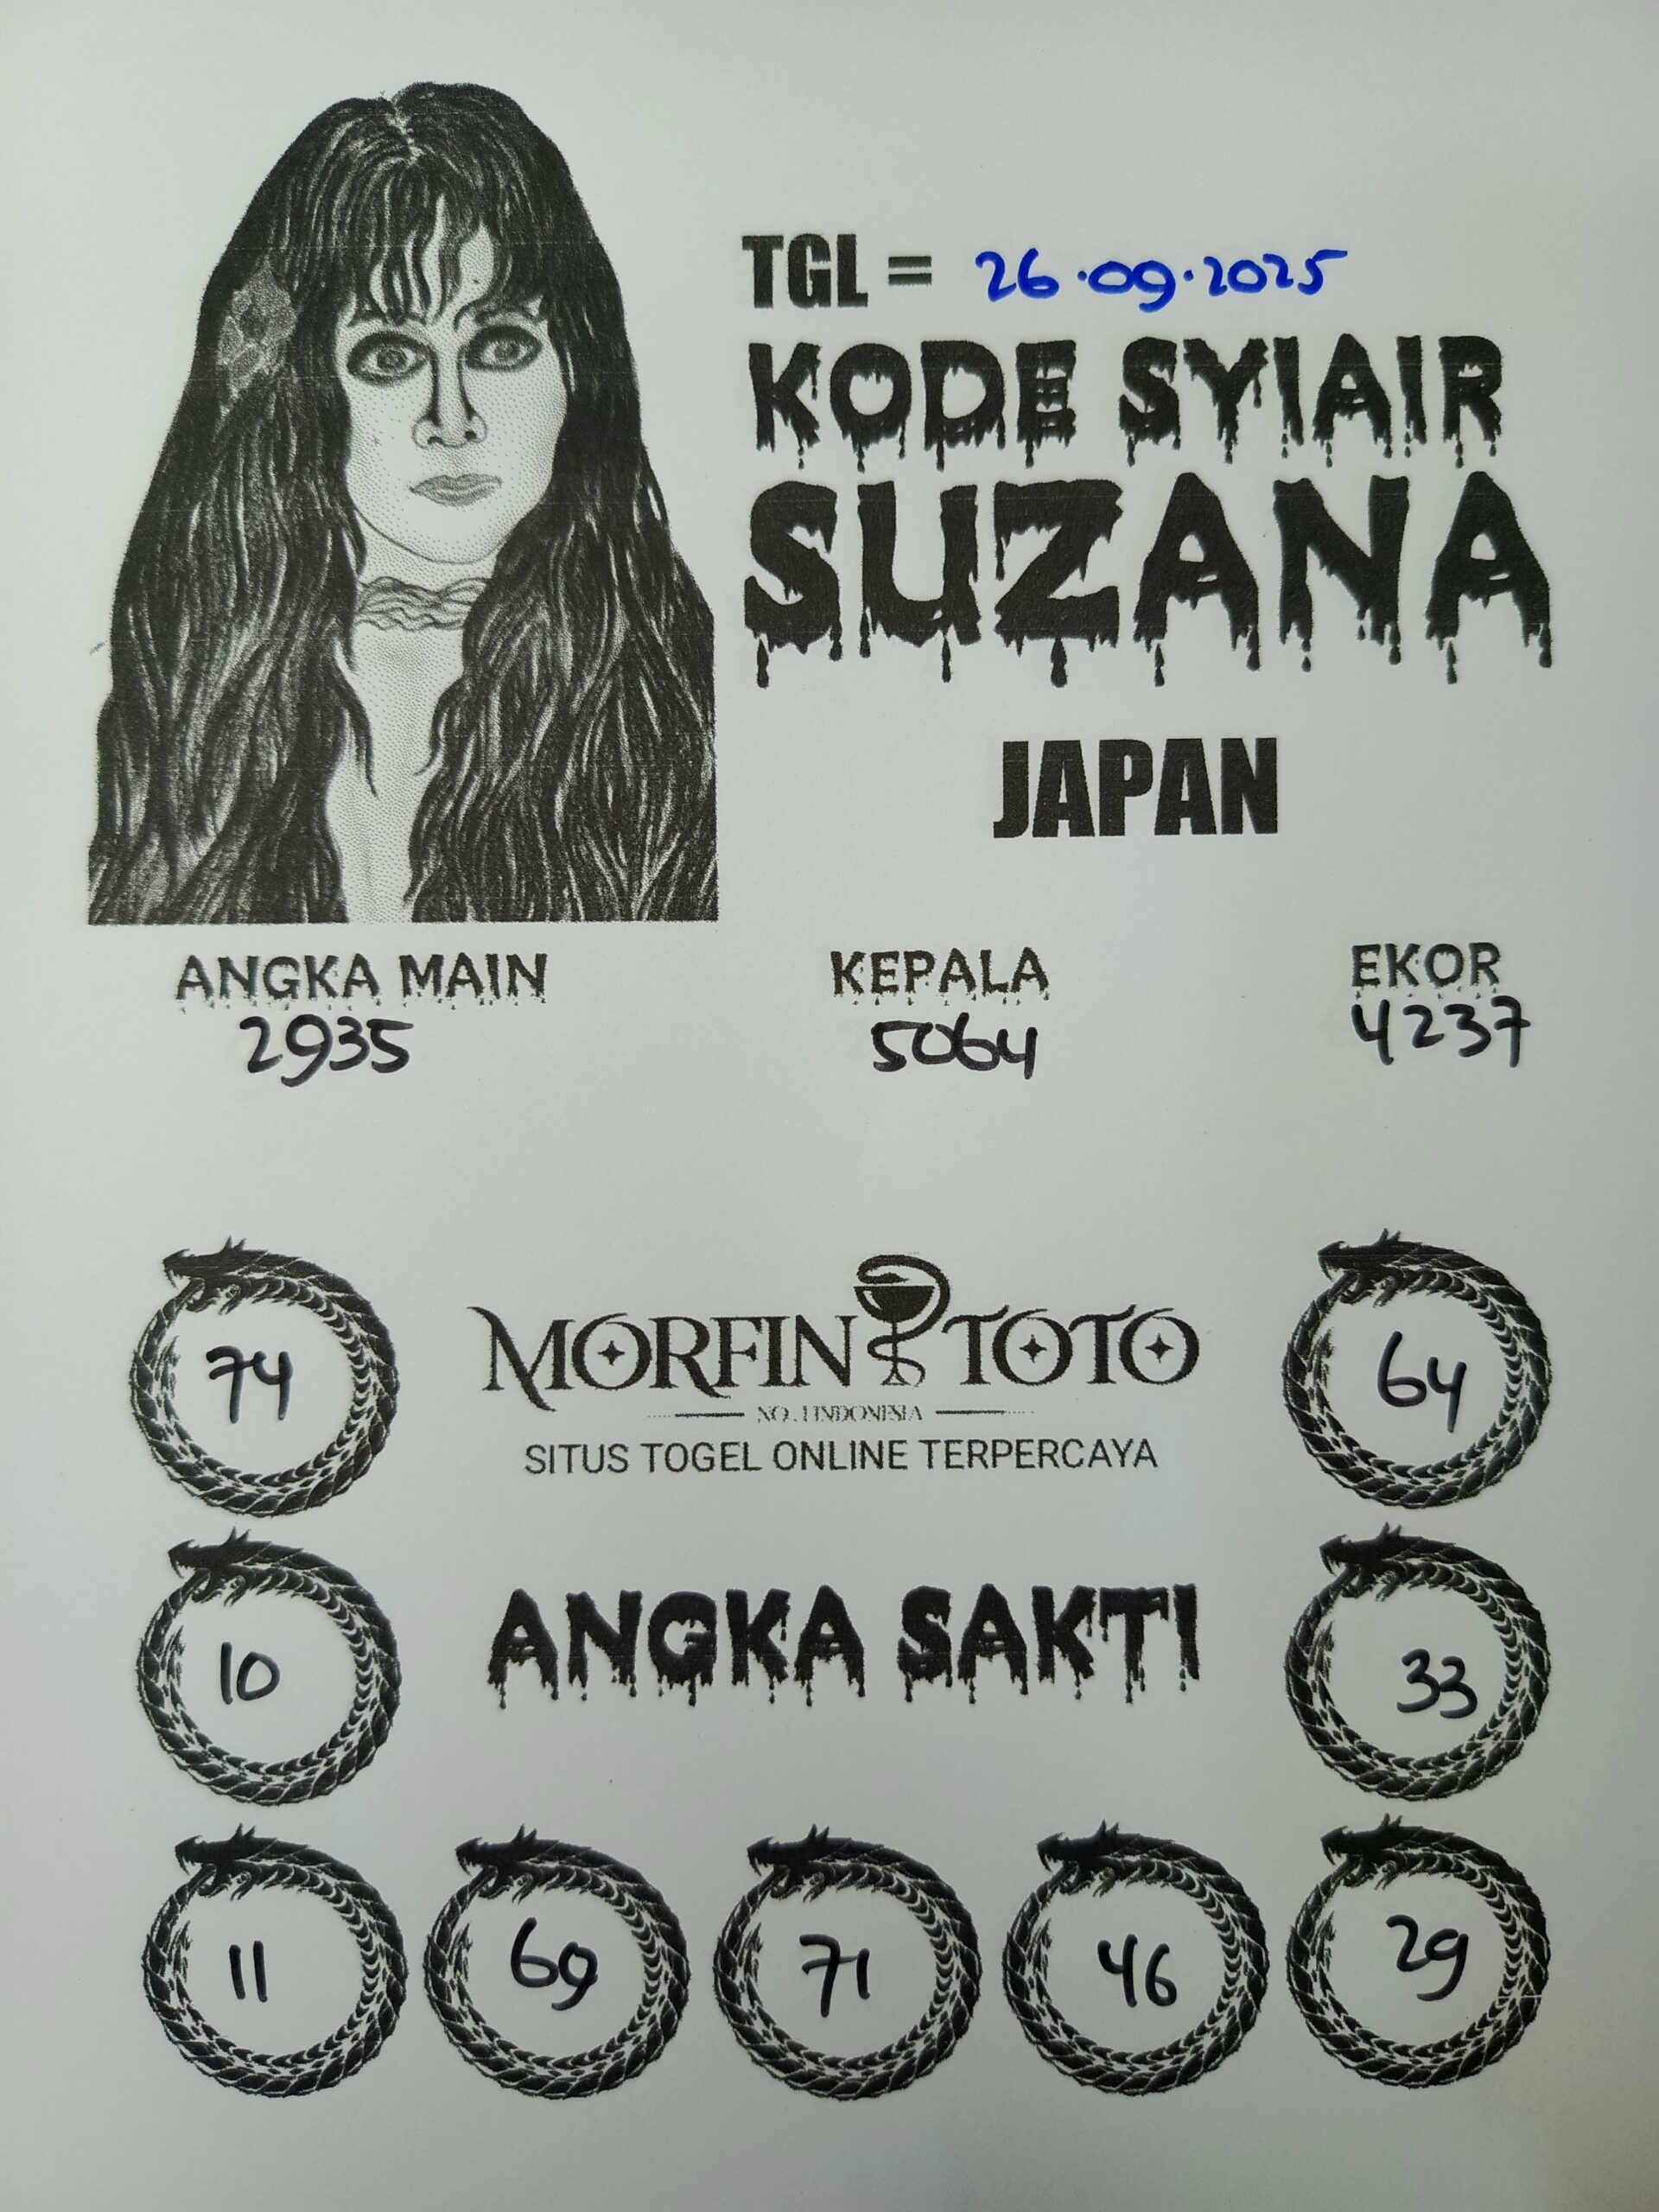 TGL = 26.09.2025
KODE SYIAIR
SUZANA
JAPAN
ANGKA MAIN KEPALA EKOR
2935 5064 4237
MORFIN TOTO
NO.1 INDONESIA
SITUS TOGEL ONLINE TERPERCAYA
74 64
ANGKA SAKTI
10 33
11 69 71 46 29